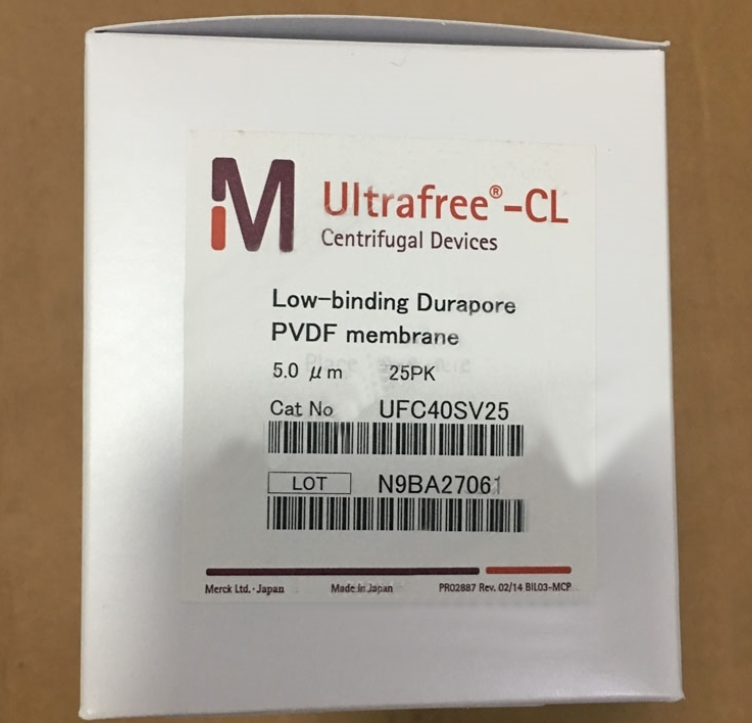 M
Ultrafree®-CL
Centrifugal Devices
Low-binding Durapore
PVDF membrane
5.0 μm 25PK
Cat No UFC40SV25
LOT N9BA27061
Merck Ltd.·Japan Made in Japan PR02887 Rev. 02/14 BIL03-MCP